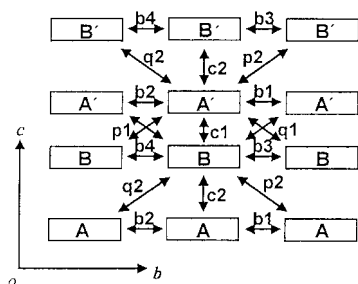 b4 b3
B´ B´ B´
q2 c2 p2
b2 b1
A´ A´ A´
p1 c1 q1
b4 b3
B B B
q2 c2 p2
b2 b1
A A A
c
o b